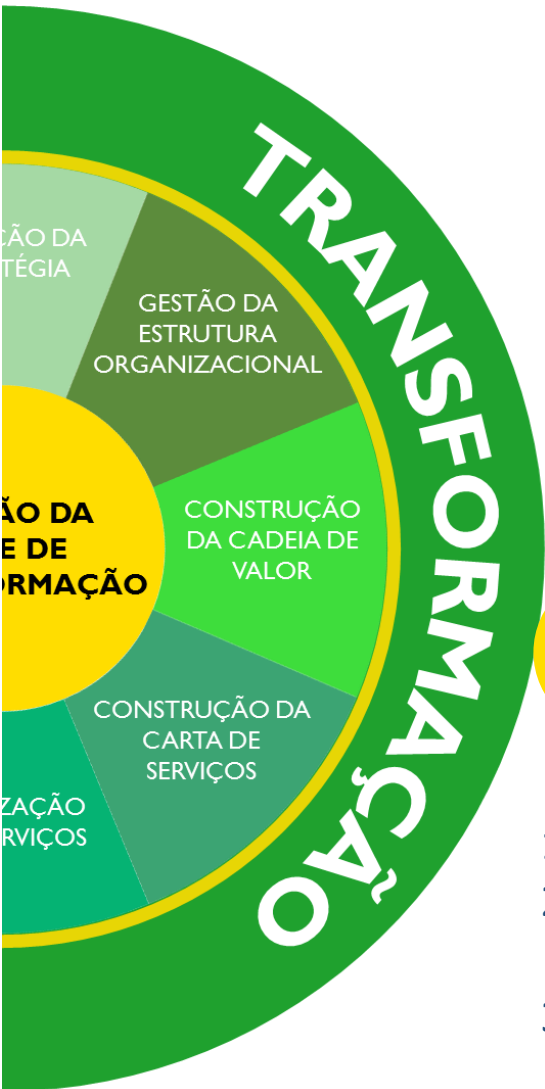 TRANSFORMAÇÃO
ÇÃO DA
TÉGIA
GESTÃO DA
ESTRUTURA
ORGANIZACIONAL
CONSTRUÇÃO
DA CADEIA DE
VALOR
ÃO DA
E DE
ORMAÇÃO
CONSTRUÇÃO DA
CARTA DE
SERVIÇOS
ZAÇÃO
RVIÇOS